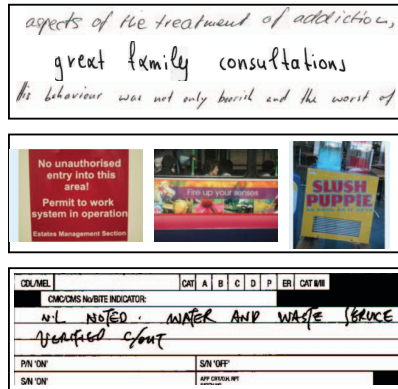 aspects of the treatment of addiction,
great family consultations
His behaviour was not only boorish and the worst of
No unauthorised
entry into this
area!
Permit to work
system in operation
Estates Management Section
Fire up your senses
SLUSH
PUPPiE
CDL/MEL CAT A B C D P ER CAT II/III
CMC/CMS No/BITE INDICATOR:
N.L NOTED. WATER AND WASTE SERVICE
VERIFIED C/OUT
P/N 'ON' S/N 'OFF'
S/N 'ON'